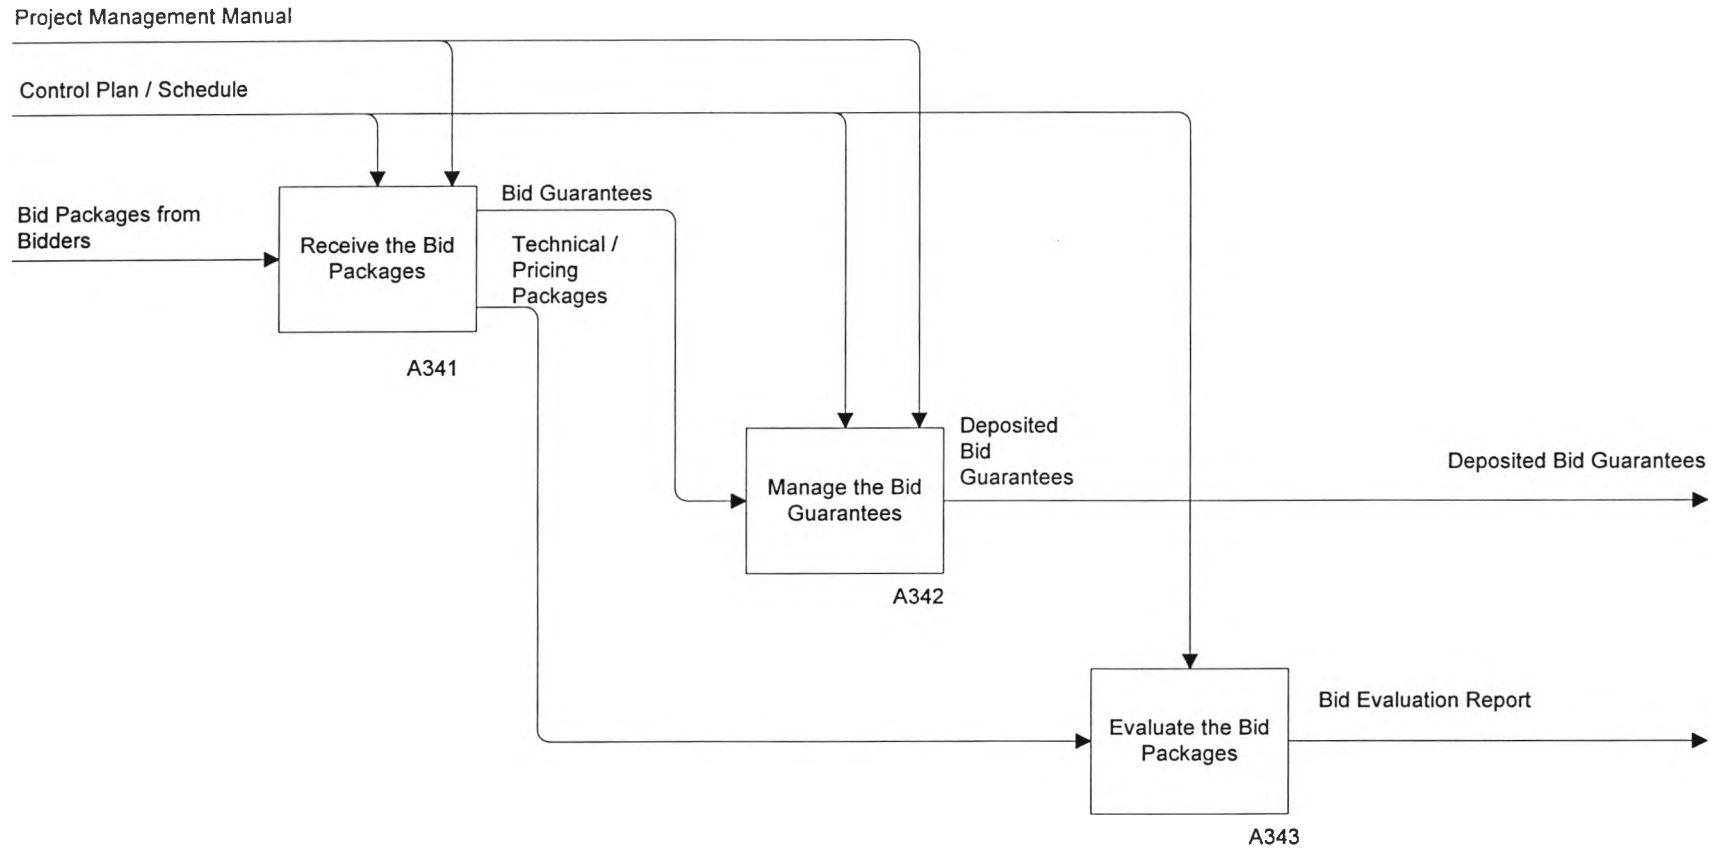 Project Management Manual
Control Plan / Schedule
Bid Packages from
Bidders
Receive the Bid
Packages
A341
Bid Guarantees
Technical /
Pricing
Packages
Manage the Bid
Guarantees
A342
Deposited
Bid
Guarantees
Deposited Bid Guarantees
Evaluate the Bid
Packages
A343
Bid Evaluation Report